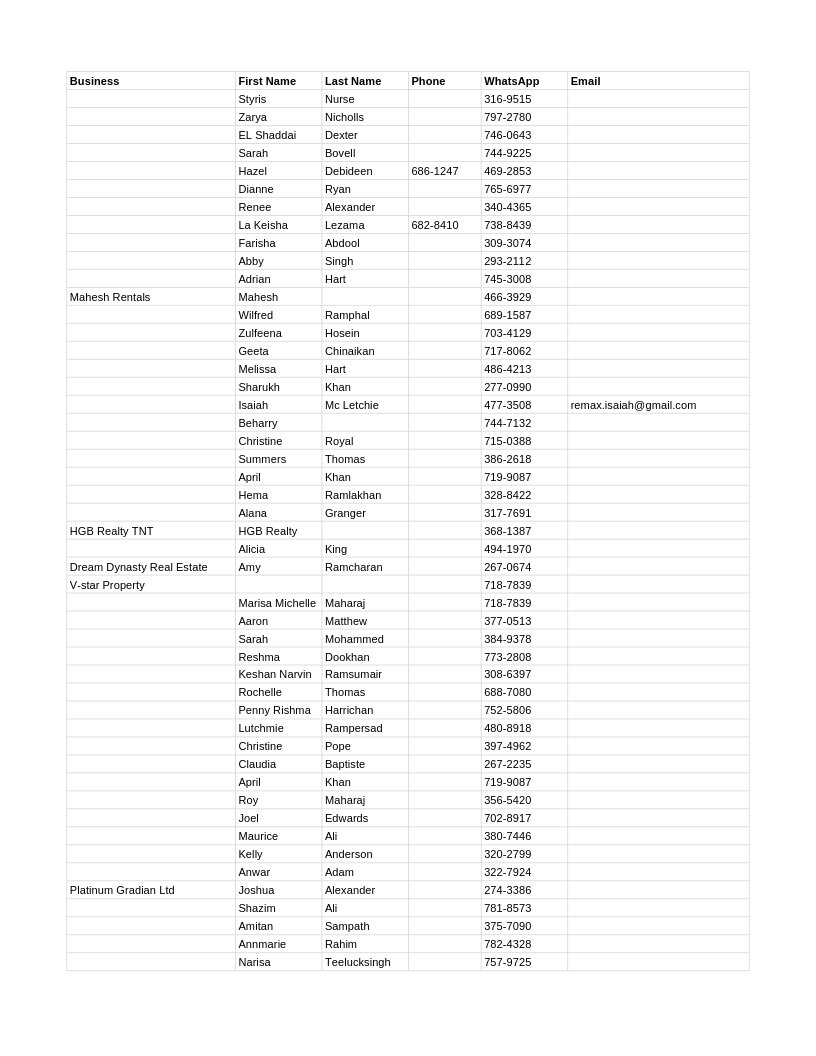 Business First Name Last Name Phone WhatsApp Email
Styris Nurse 316-9515
Zarya Nicholls 797-2780
EL Shaddai Dexter 746-0643
Sarah Bovell 744-9225
Hazel Debideen 686-1247 469-2853
Dianne Ryan 765-6977
Renee Alexander 340-4365
La Keisha Lezama 682-8410 738-8439
Farisha Abdool 309-3074
Abby Singh 293-2112
Adrian Hart 745-3008
Mahesh Rentals Mahesh 466-3929
Wilfred Ramphal 689-1587
Zulfeena Hosein 703-4129
Geeta Chinaikan 717-8062
Melissa Hart 486-4213
Sharukh Khan 277-0990
Isaiah Mc Letchie 477-3508 remax.isaiah@gmail.com
Beharry 744-7132
Christine Royal 715-0388
Summers Thomas 386-2618
April Khan 719-9087
Hema Ramlakhan 328-8422
Alana Granger 317-7691
HGB Realty TNT HGB Realty 368-1387
Alicia King 494-1970
Dream Dynasty Real Estate Amy Ramcharan 267-0674
V-star Property 718-7839
Marisa Michelle Maharaj 718-7839
Aaron Matthew 377-0513
Sarah Mohammed 384-9378
Reshma Dookhan 773-2808
Keshan Narvin Ramsumair 308-6397
Rochelle Thomas 688-7080
Penny Rishma Harrichan 752-5806
Lutchmie Rampersad 480-8918
Christine Pope 397-4962
Claudia Baptiste 267-2235
April Khan 719-9087
Roy Maharaj 356-5420
Joel Edwards 702-8917
Maurice Ali 380-7446
Kelly Anderson 320-2799
Anwar Adam 322-7924
Platinum Gradian Ltd Joshua Alexander 274-3386
Shazim Ali 781-8573
Amitan Sampath 375-7090
Annmarie Rahim 782-4328
Narisa Teelucksingh 757-9725